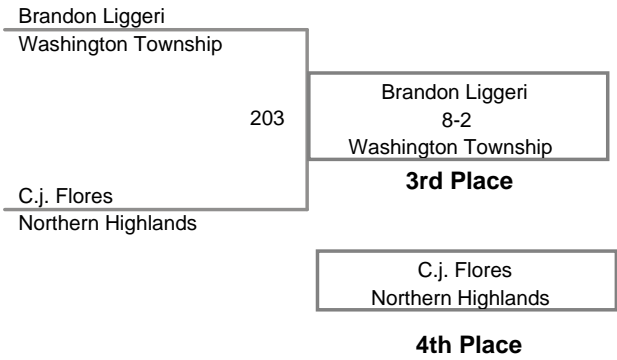 Brandon Liggeri
Washington Township
203
Brandon Liggeri
8-2
Washington Township
3rd Place
C.j. Flores
Northern Highlands
C.j. Flores
Northern Highlands
4th Place